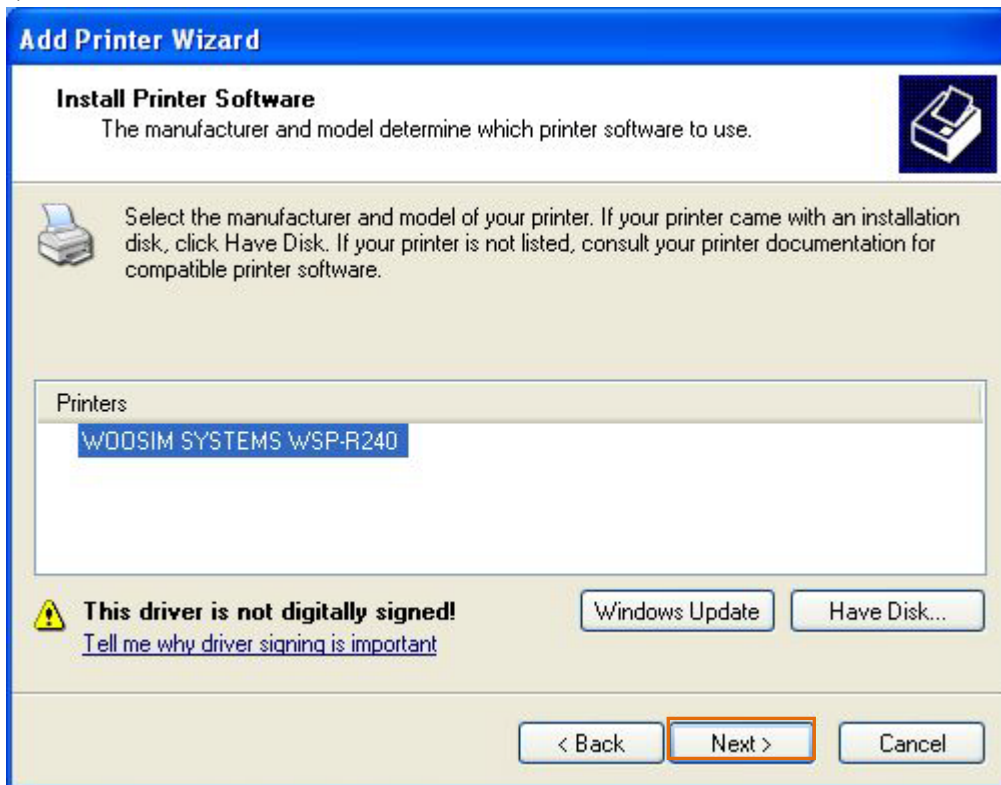 Add Printer Wizard
Install Printer Software
The manufacturer and model determine which printer software to use.
Select the manufacturer and model of your printer. If your printer came with an installation
disk, click Have Disk. If your printer is not listed, consult your printer documentation for
compatible printer software.
Printers
WOOSIM SYSTEMS WSP-R240
This driver is not digitally signed!
Tell me why driver signing is important
Windows Update
Have Disk...
< Back
Next >
Cancel